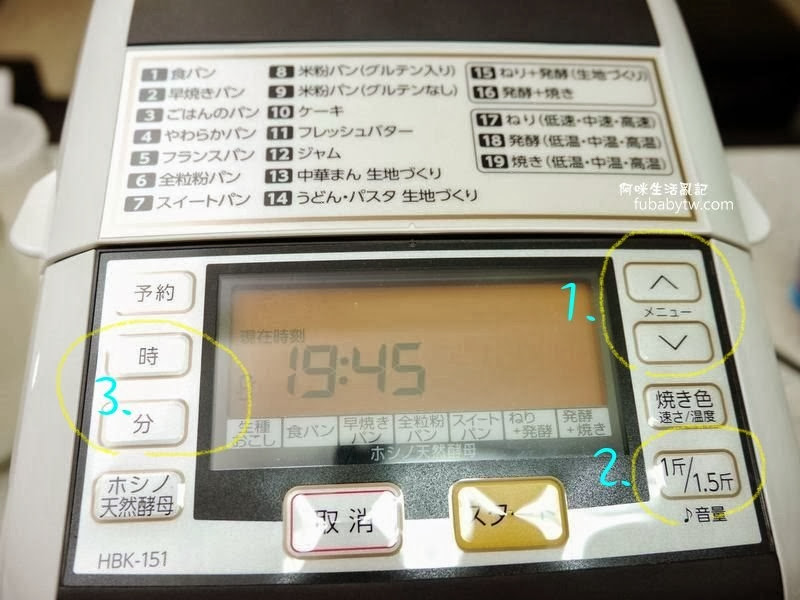 1 食パン
2 早焼きパン
3 ごはんのパン
4 やわらかパン
5 フランスパン
6 全粒粉パン
7 スイートパン
8 米粉パン(グルテン入り)
9 米粉パン(グルテンなし)
10 ケーキ
11 フレッシュバター
12 ジャム
13 中華まん 生地づくり
14 うどん・パスタ 生地づくり
15 ねり+発酵(生地づくり)
16 発酵+焼き
17 ねり(低速・中速・高速)
18 発酵(低温・中温・高温)
19 焼き(低温・中温・高温)
阿咪生活亂記
fubabytw.com
予約
時
分
3.
ホシノ
天然酵母
HBK-151
現在時刻
19:45
生種
おこし
食パン
早焼き
パン
全粒粉
パン
スイート
パン
ねり
+発酵
発酵
+焼き
ホシノ天然酵母
取消
スタート
1.
メニュー
焼き色
速さ/温度
2.
1斤/1.5斤
♪音量